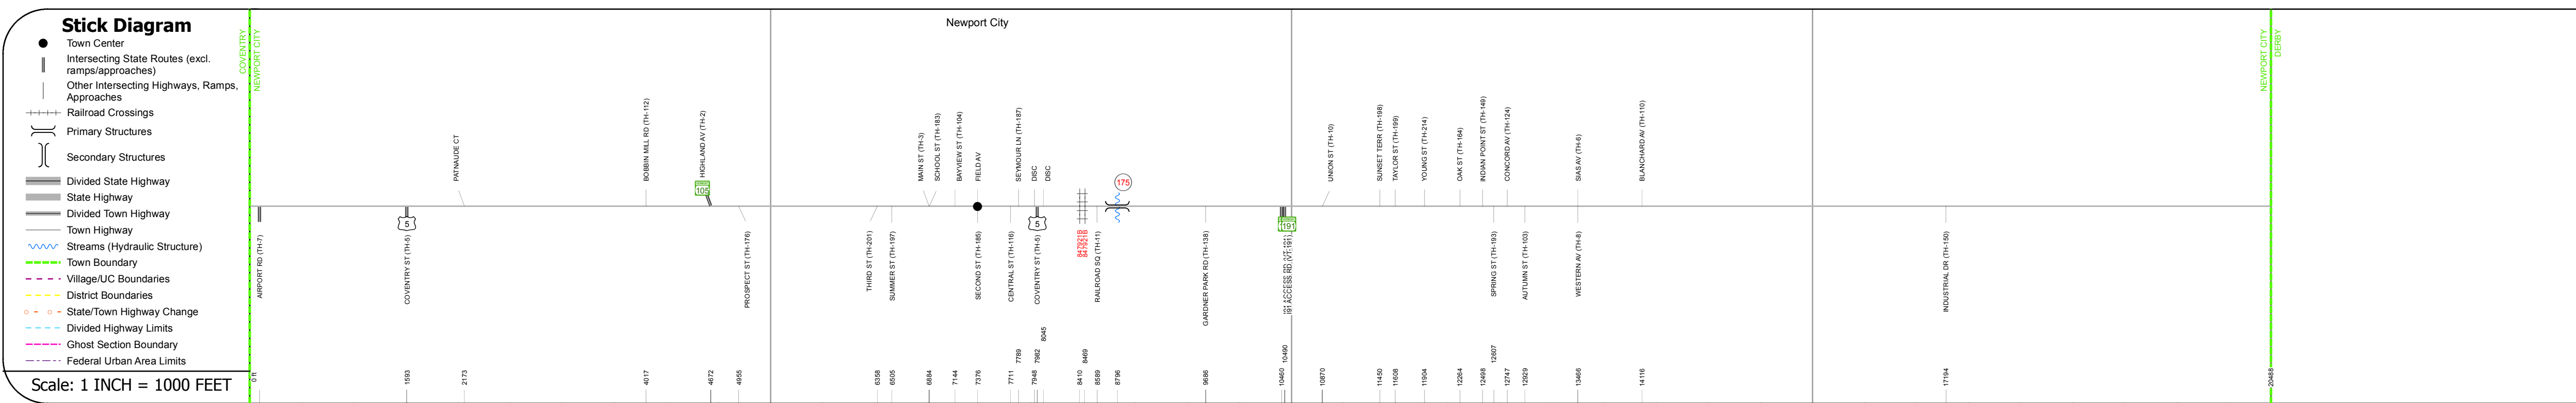 Stick Diagram
Town Center
Intersecting State Routes (excl.
ramps/approaches)
Other Intersecting Highways, Ramps,
Approaches
Railroad Crossings
Primary Structures
Secondary Structures
Divided State Highway
State Highway
Divided Town Highway
Town Highway
Streams (Hydraulic Structure)
Town Boundary
Village/UC Boundaries
District Boundaries
State/Town Highway Change
Divided Highway Limits
Ghost Section Boundary
Federal Urban Area Limits
Scale: 1 INCH = 1000 FEET
Newport City
COVENTRY
NEWPORT CITY
NEWPORT CITY
DERBY
PATNAUDE CT
BOBBIN MILL RD (TH-112)
HIGHLAND AV (TH-2)
MAIN ST (TH-3)
SCHOOL ST (TH-183)
BAYVIEW ST (TH-104)
FIELD AV
SEYMOUR LN (TH-187)
DISC
DISC
UNION ST (TH-10)
SUNSET TERR (TH-198)
TAYLOR ST (TH-199)
YOUNG ST (TH-214)
OAK ST (TH-164)
INDIAN POINT ST (TH-149)
CONCORD AV (TH-124)
SIAS AV (TH-6)
BLANCHARD AV (TH-110)
105
175
5
5
191
AIRPORT RD (TH-7)
COVENTRY ST (TH-5)
PROSPECT ST (TH-176)
THIRD ST (TH-201)
SUMMER ST (TH-197)
SECOND ST (TH-185)
CENTRAL ST (TH-116)
COVENTRY ST (TH-5)
847921B
847921B
RAILROAD SQ (TH-11)
GARDNER PARK RD (TH-138)
I91 ACCESS RD (VT-191)
SPRING ST (TH-193)
AUTUMN ST (TH-103)
WESTERN AV (TH-8)
INDUSTRIAL DR (TH-150)
0 ft
1593
2173
4017
4672
4955
6358
6505
6884
7144
7376
7711
7789
7948
7982
8045
8410
8469
8589
8796
9686
10460
10490
10870
11450
11608
11904
12264
12498
12607
12747
12929
13466
14116
17194
20488